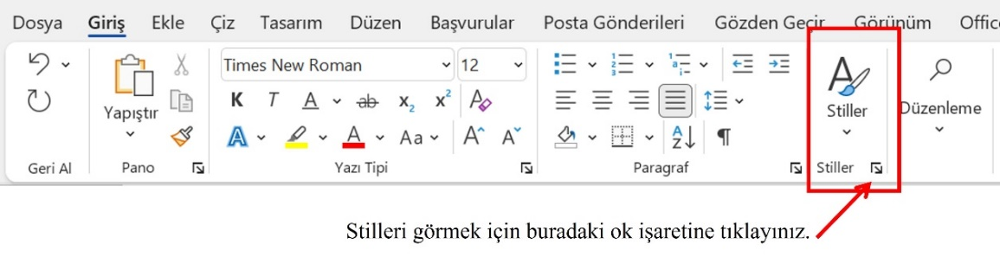 Dosya Giriş Ekle Çiz Tasarım Düzen Başvurular Posta Gönderileri Gözden Geçir Görünüm Offic
Times New Roman 12
K T A ab x₂ x² A
Yapıştır
A A Aa A A
Stiller
Düzenleme
Geri Al Pano Yazı Tipi Paragraf Stiller
Stilleri görmek için buradaki ok işaretine tıklayınız.